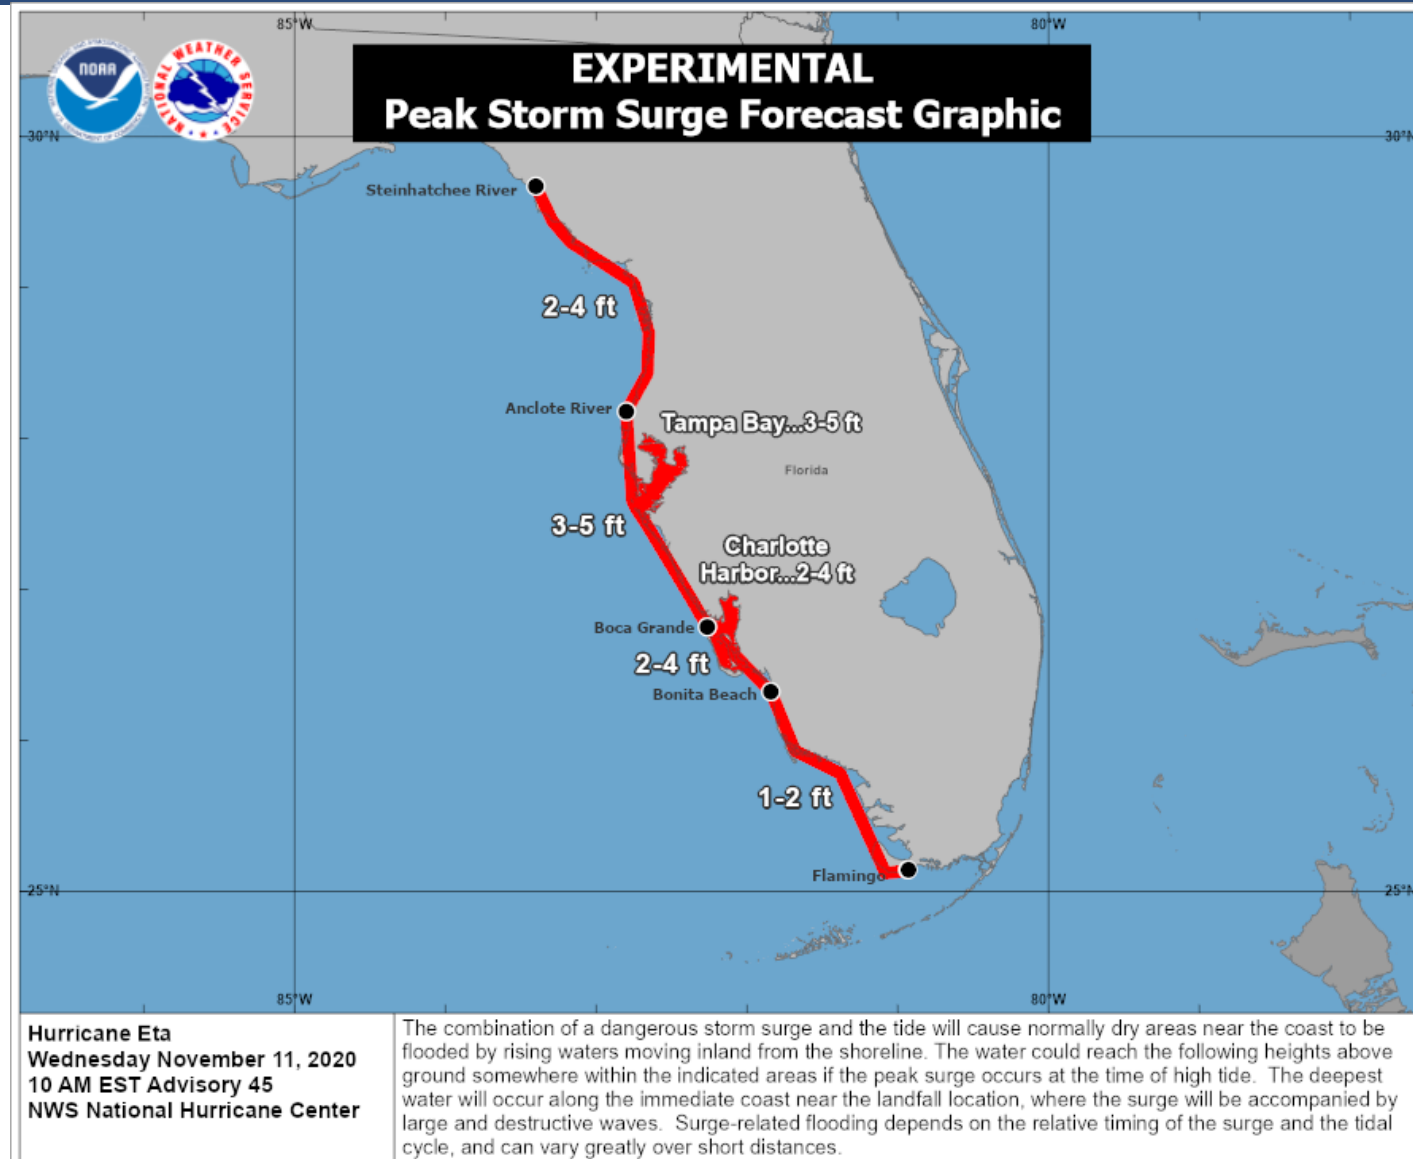 85°W
80°W
NOAA
NATIONAL WEATHER SERVICE
EXPERIMENTAL
Peak Storm Surge Forecast Graphic
30°N
30°N
Steinhatchee River
2-4 ft
Anclote River
Tampa Bay...3-5 ft
Florida
3-5 ft
Charlotte
Harbor...2-4 ft
Boca Grande
2-4 ft
Bonita Beach
1-2 ft
Flamingo
25°N
25°N
85°W
80°W
Hurricane Eta
Wednesday November 11, 2020
10 AM EST Advisory 45
NWS National Hurricane Center
The combination of a dangerous storm surge and the tide will cause normally dry areas near the coast to be
flooded by rising waters moving inland from the shoreline. The water could reach the following heights above
ground somewhere within the indicated areas if the peak surge occurs at the time of high tide.  The deepest
water will occur along the immediate coast near the landfall location, where the surge will be accompanied by
large and destructive waves.  Surge-related flooding depends on the relative timing of the surge and the tidal
cycle, and can vary greatly over short distances.